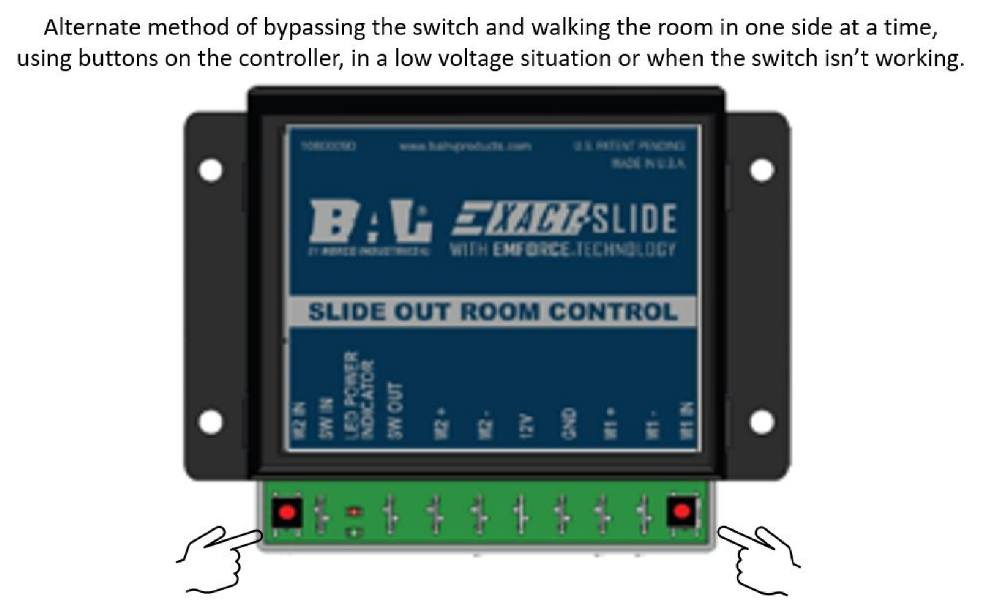 Alternate method of bypassing the switch and walking the room in one side at a time,
using buttons on the controller, in a low voltage situation or when the switch isn't working.
www.balrvproducts.com
U.S. PATENT PENDING
MADE IN U.S.A.
BAL
EXACT-SLIDE
WITH EMFORCE TECHNOLOGY
SLIDE OUT ROOM CONTROL
M2 IN
SW IN
LED POWER
INDICATOR
SW OUT
M2 +
M2 -
12V
GND
M1 +
M1 -
M1 IN